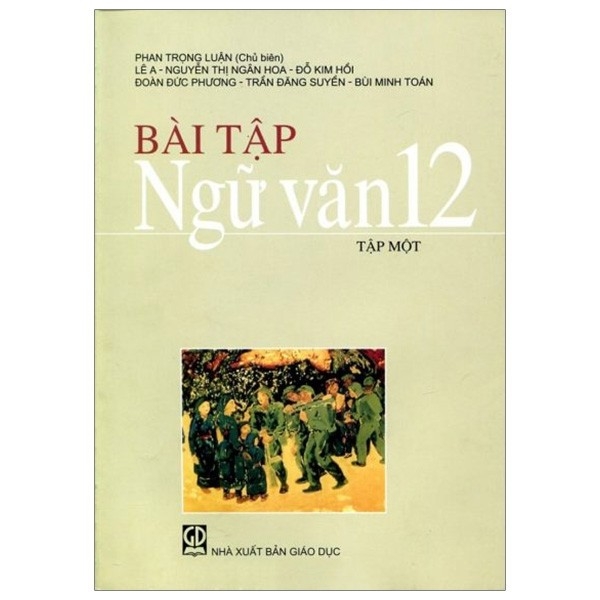 PHAN TRỌNG LUẬN (Chủ biên)
LÊ A - NGUYỄN THỊ NGÂN HOA - ĐỖ KIM HỒI
ĐOÀN ĐỨC PHƯƠNG - TRẦN ĐĂNG SUYỀN - BÙI MINH TOÁN
BÀI TẬP
Ngữ văn 12
TẬP MỘT
GD
NHÀ XUẤT BẢN GIÁO DỤC